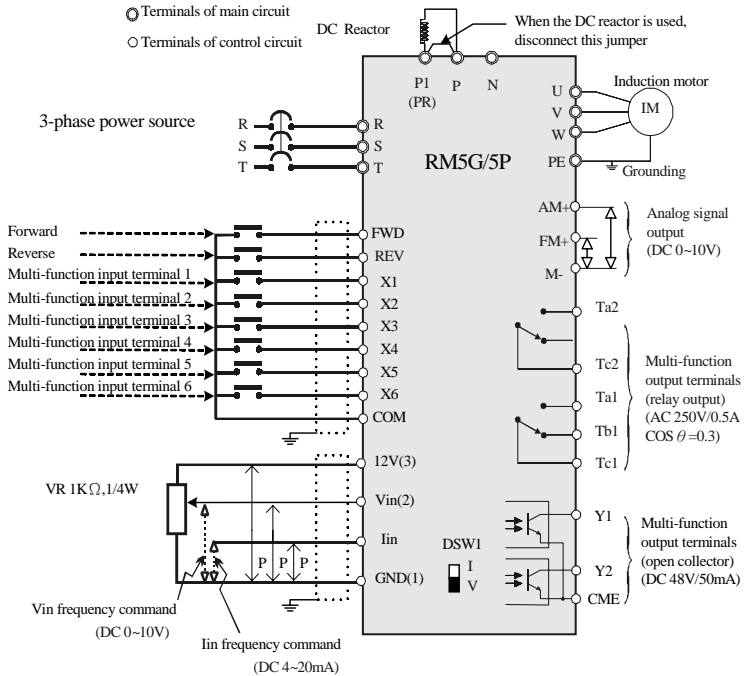 Terminals of main circuit
Terminals of control circuit
DC Reactor
When the DC reactor is used,
disconnect this jumper
P1
(PR)
P
N
3-phase power source
R
S
T
R
S
T
RM5G/5P
U
V
W
PE
Induction motor
IM
Grounding
Forward
Reverse
Multi-function input terminal 1
Multi-function input terminal 2
Multi-function input terminal 3
Multi-function input terminal 4
Multi-function input terminal 5
Multi-function input terminal 6
FWD
REV
X1
X2
X3
X4
X5
X6
COM
AM+
FM+
M-
Analog signal
output
(DC 0~10V)
Ta2
Tc2
Ta1
Tb1
Tc1
Multi-function
output terminals
(relay output)
(AC 250V/0.5A
COS θ=0.3)
VR 1KΩ,1/4W
12V(3)
Vin(2)
Iin
GND(1)
P
P
P
Vin frequency command
(DC 0~10V)
Iin frequency command
(DC 4~20mA)
DSW1
I
V
Y1
Y2
CME
Multi-function
output terminals
(open collector)
(DC 48V/50mA)